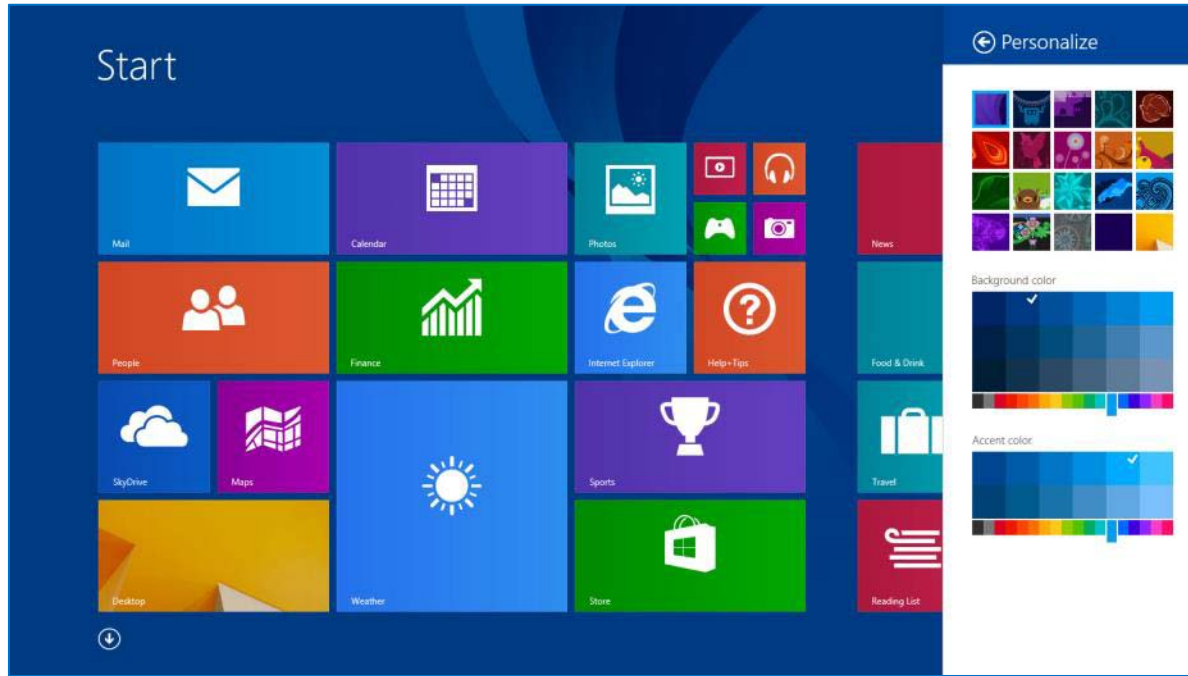 Start
Personalize
Mail
Calendar
Photos
News
People
Finance
Internet Explorer
Help+Tips
Food & Drink
SkyDrive
Maps
Weather
Sports
Travel
Desktop
Store
Reading List
Background color
Accent color